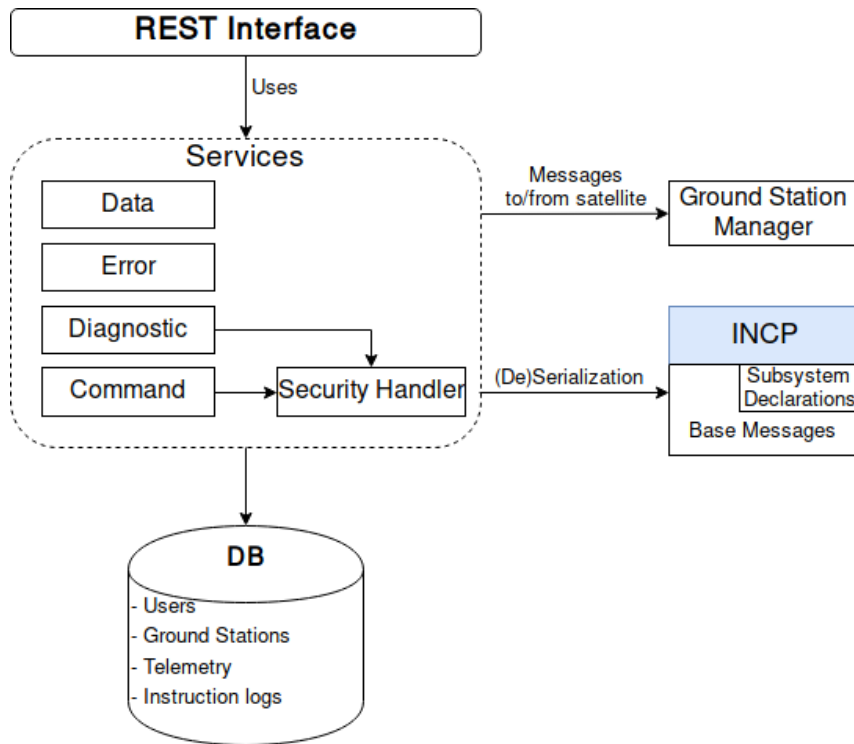 REST Interface
Uses
Services
Data
Error
Diagnostic
Command
Security Handler
Messages
to/from satellite
Ground Station
Manager
(De)Serialization
INCP
Subsystem
Declarations
Base Messages
DB
- Users
- Ground Stations
- Telemetry
- Instruction logs